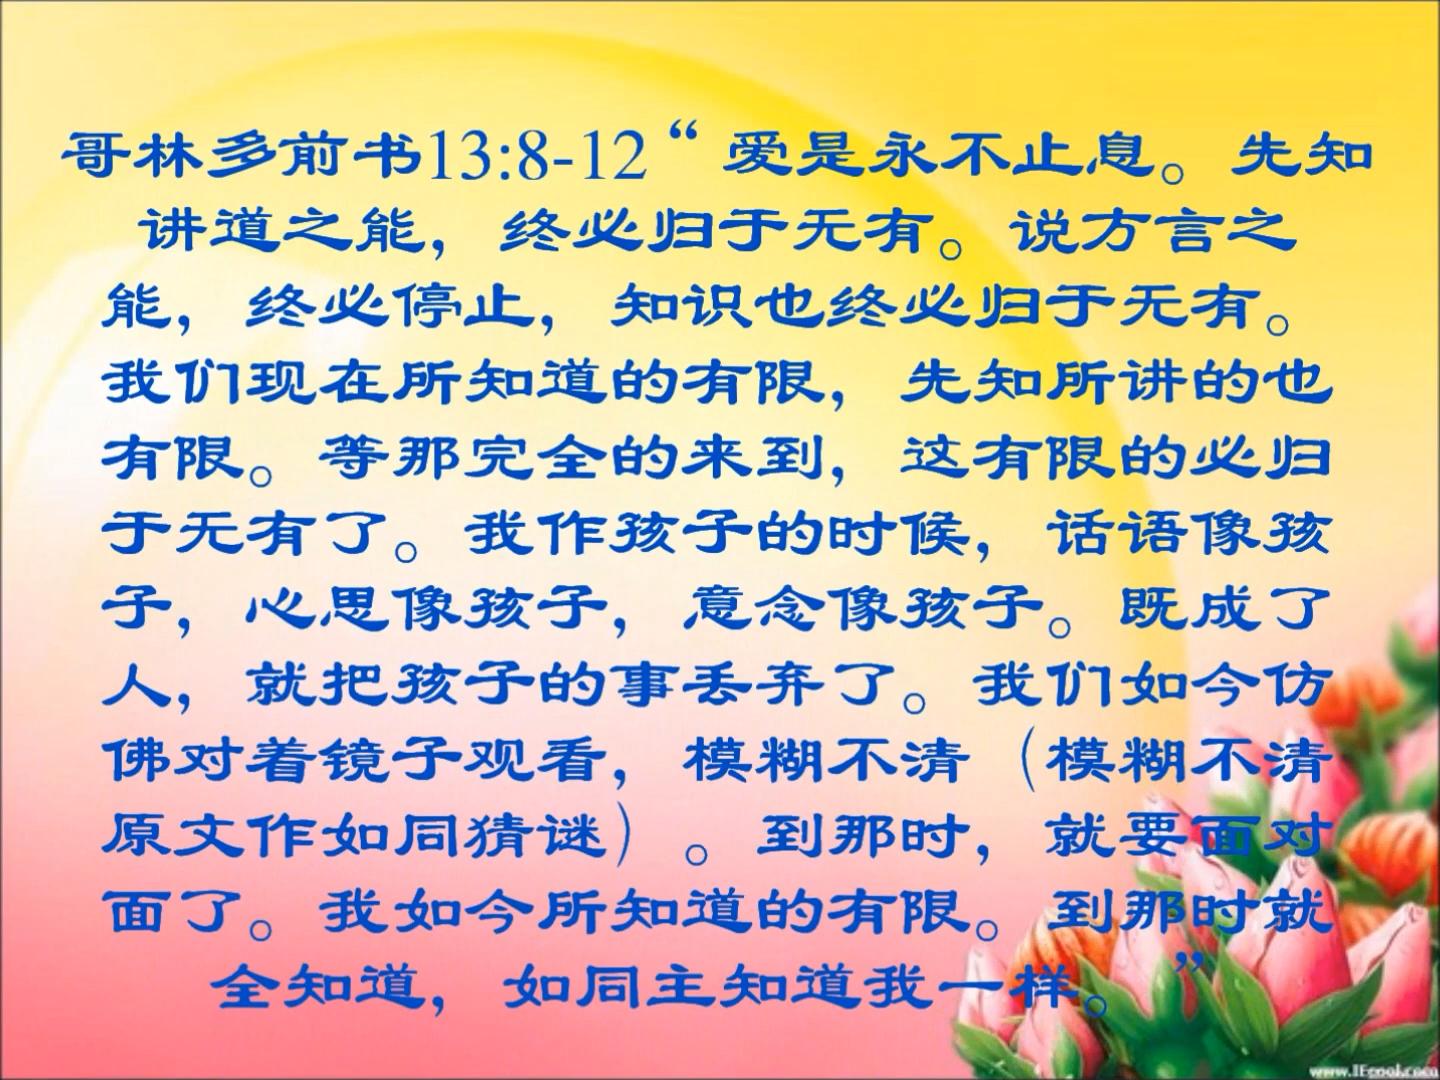 哥林多前书13:8-12“爱是永不止息。先知
讲道之能，终必归于无有。说方言之
能，终必停止，知识也终必归于无有。
我们现在所知道的有限，先知所讲的也
有限。等那完全的来到，这有限的必归
于无有了。我作孩子的时候，话语像孩
子，心思像孩子，意念像孩子。既成了
人，就把孩子的事丢弃了。我们如今仿
佛对着镜子观看，模糊不清（模糊不清
原文作如同猜谜）。到那时，就要面对
面了。我如今所知道的有限。到那时就
全知道，如同主知道我一样。”